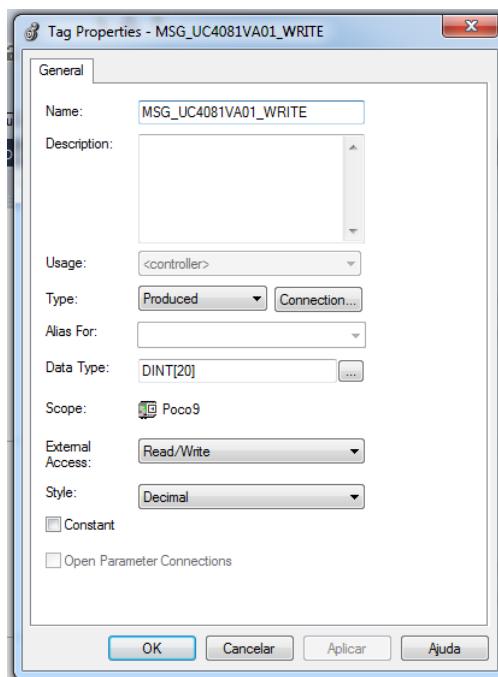 Tag Properties - MSG_UC4081VA01_WRITE
General
Name: MSG_UC4081VA01_WRITE
Description:
Usage: <controller>
Type: Produced Connection...
Alias For:
Data Type: DINT[20] ...
Scope: Poco9
External Access: Read/Write
Style: Decimal
Constant
Open Parameter Connections
OK Cancelar Aplicar Ajuda